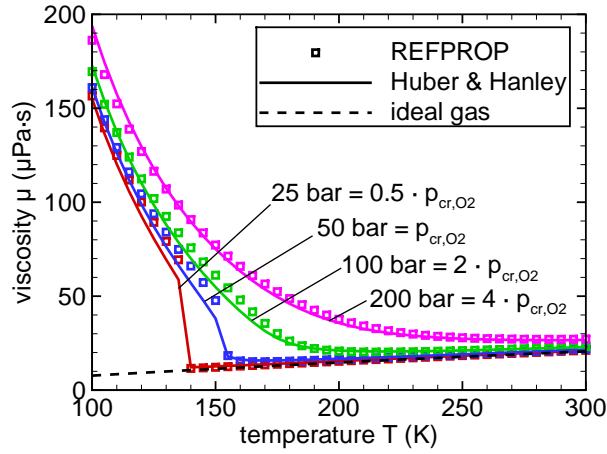 200
150
100
50
0
viscosity μ (μPa·s)
REFPROP
Huber & Hanley
ideal gas
25 bar = 0.5 · p_cr,O2
50 bar = p_cr,O2
100 bar = 2 · p_cr,O2
200 bar = 4 · p_cr,O2
100 150 200 250 300
temperature T (K)